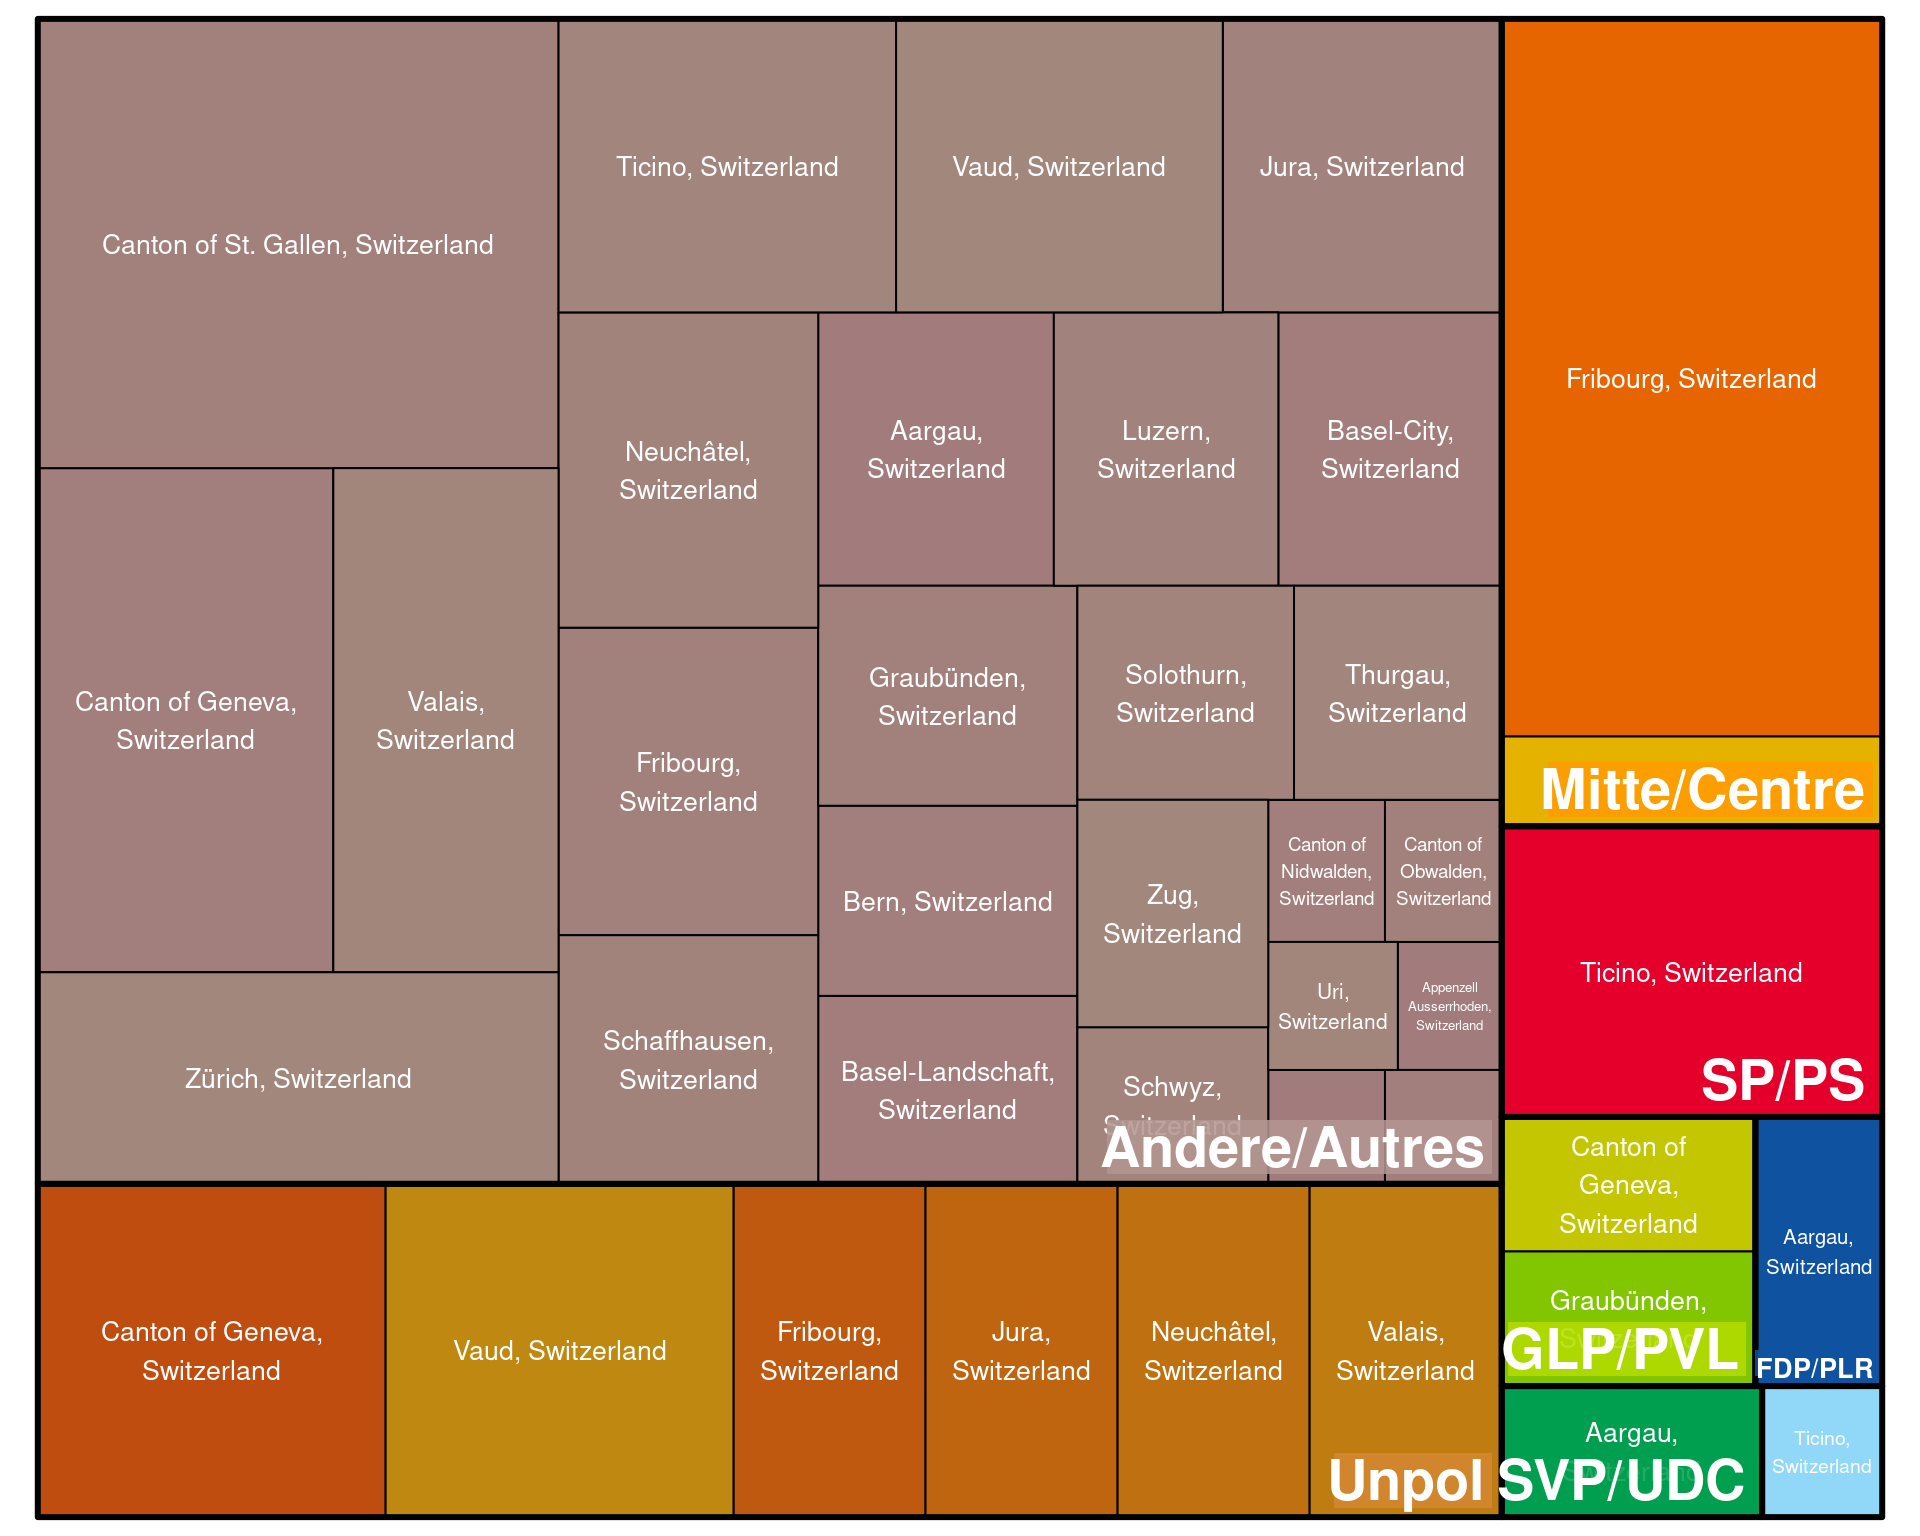 Canton of St. Gallen, Switzerland
Ticino, Switzerland
Vaud, Switzerland
Jura, Switzerland
Neuchâtel,
Switzerland
Aargau,
Switzerland
Luzern,
Switzerland
Basel-City,
Switzerland
Canton of Geneva,
Switzerland
Valais,
Switzerland
Fribourg,
Switzerland
Graubünden,
Switzerland
Solothurn,
Switzerland
Thurgau,
Switzerland
Bern, Switzerland
Zug,
Switzerland
Canton of
Nidwalden,
Switzerland
Canton of
Obwalden,
Switzerland
Uri,
Switzerland
Appenzell
Ausserrhoden,
Switzerland
Zürich, Switzerland
Schaffhausen,
Switzerland
Basel-Landschaft,
Switzerland
Schwyz,
Switzerland
Andere/Autres
Canton of Geneva,
Switzerland
Vaud, Switzerland
Fribourg,
Switzerland
Jura,
Switzerland
Neuchâtel,
Switzerland
Valais,
Switzerland
Unpol
Fribourg, Switzerland
Mitte/Centre
Ticino, Switzerland
SP/PS
Canton of
Geneva,
Switzerland
Graubünden,
GLP/PVL
Aargau,
Switzerland
FDP/PLR
Aargau,
SVP/UDC
Ticino,
Switzerland